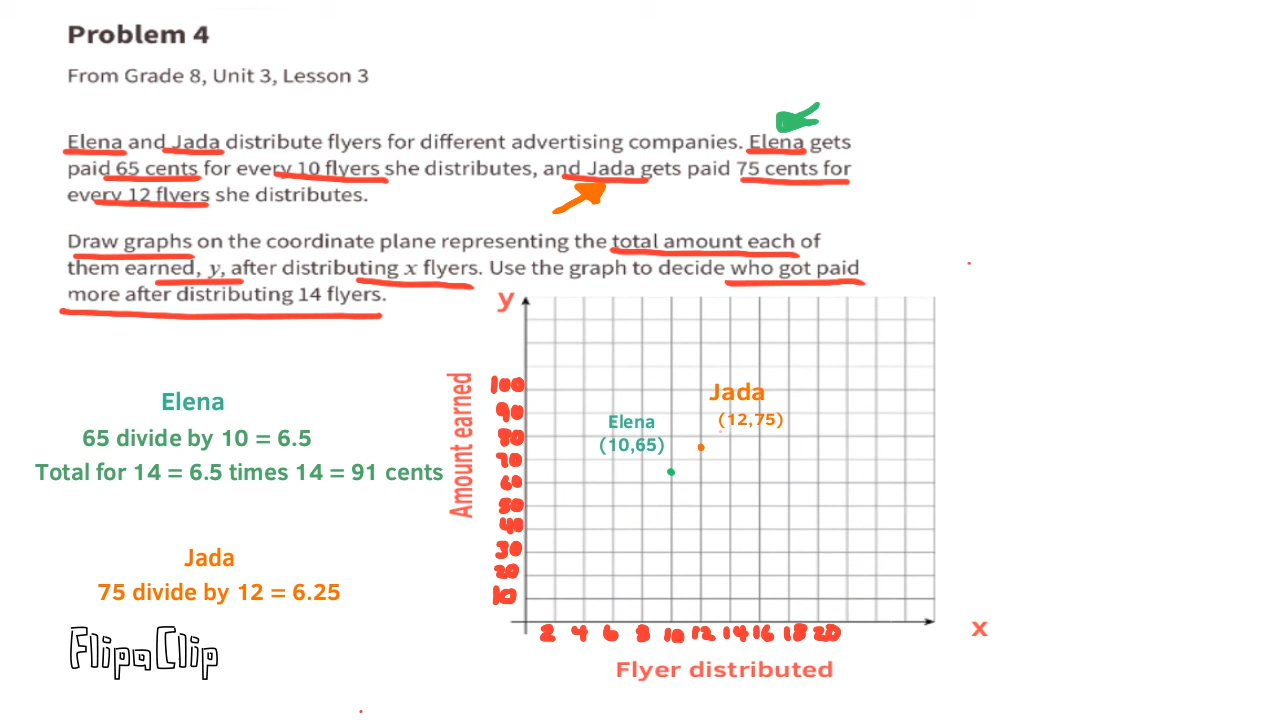 Problem 4
From Grade 8, Unit 3, Lesson 3
Elena and Jada distribute flyers for different advertising companies. Elena gets
paid 65 cents for every 10 flyers she distributes, and Jada gets paid 75 cents for
every 12 flyers she distributes.
Draw graphs on the coordinate plane representing the total amount each of
them earned, y, after distributing x flyers. Use the graph to decide who got paid
more after distributing 14 flyers.
Elena
65 divide by 10 = 6.5
Total for 14 = 6.5 times 14 = 91 cents
Jada
75 divide by 12 = 6.25
FlipaClip
y
Amount earned
100
90
80
70
60
50
40
30
20
10
Elena
(10,65)
Jada
(12,75)
2 4 6 8 10 12 14 16 18 20
x
Flyer distributed